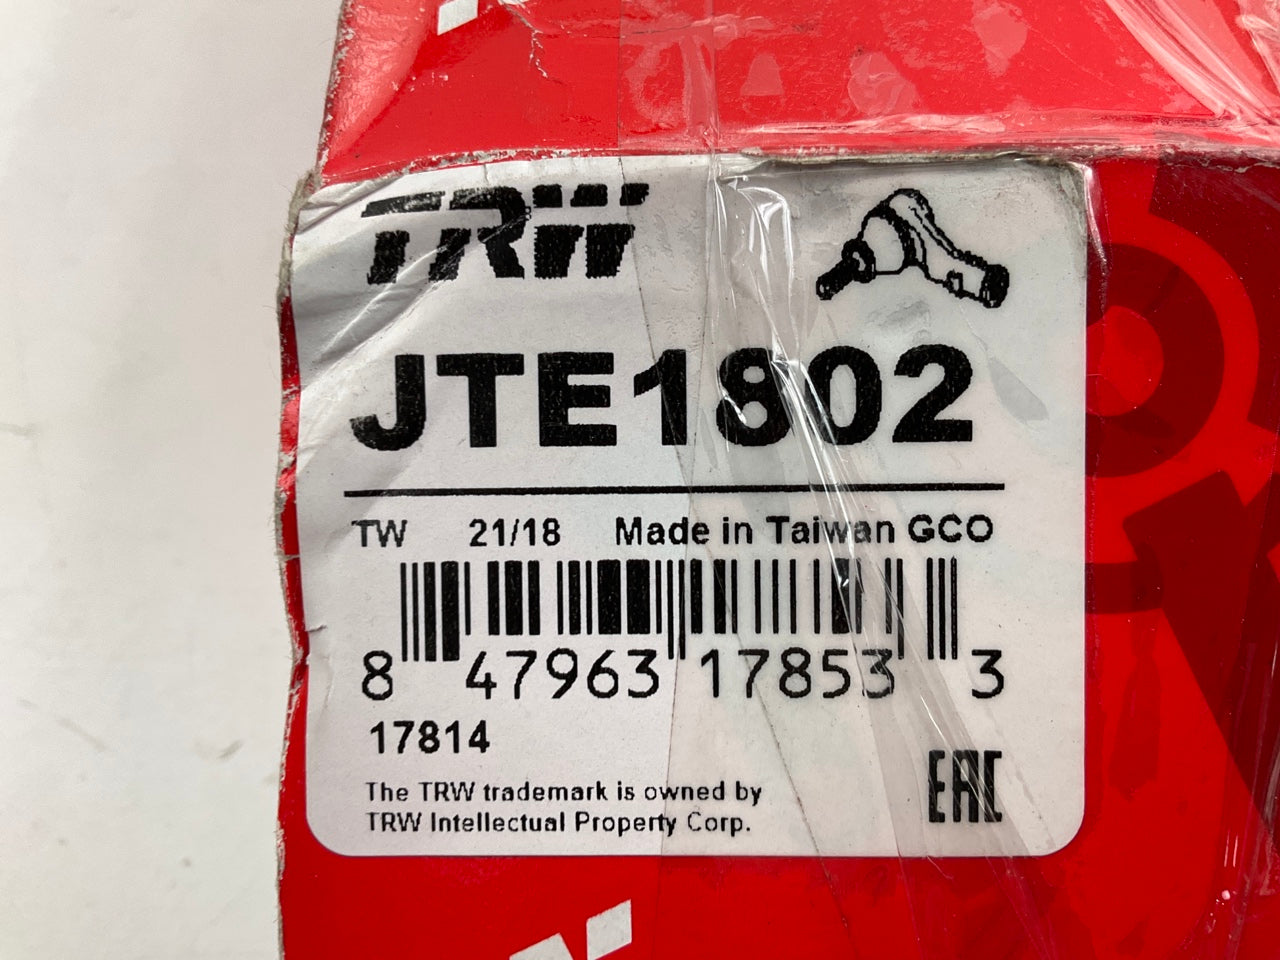 TRW
JTE1802
TW 21/18 Made in Taiwan GCO
8 47963 17853 3
17814
The TRW trademark is owned by
TRW Intellectual Property Corp.
EAC